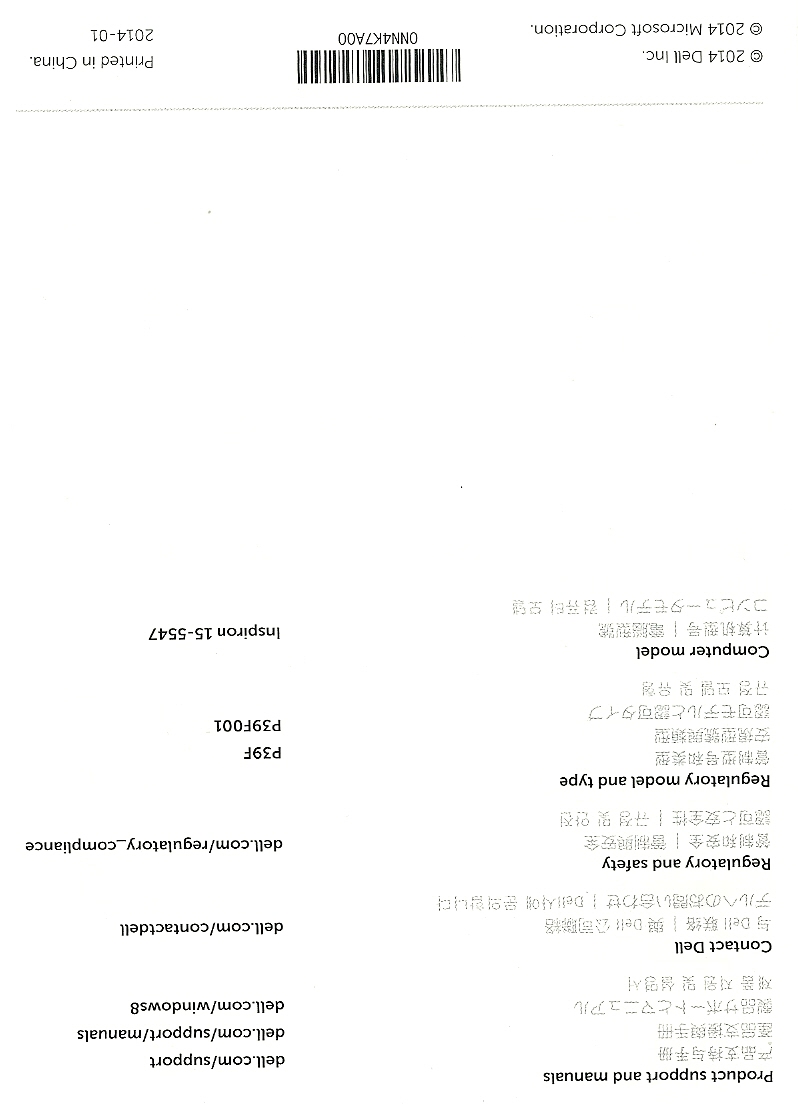 Product support and manuals
产品支持与手册
產品支援與手冊
製品サポートとマニュアル
제품 지원 및 설명서
dell.com/support
dell.com/support/manuals
dell.com/windows8
Contact Dell
与 Dell 联络 | 與 Dell 公司聯絡
デルへのお問い合わせ | Dell사에 문의합니다
dell.com/contactdell
Regulatory and safety
管制和安全 | 管制與安全
認可と安全性 | 규정 및 안전
dell.com/regulatory_compliance
Regulatory model and type
管制型号和类型
安規型號與類型
認可モデルと認可タイプ
규정 모델 및 유형
P39F
P39F001
Computer model
计算机型号 | 電腦型號
コンピュータモデル | 컴퓨터 모델
Inspiron 15-5547
© 2014 Dell Inc.
© 2014 Microsoft Corporation.
0NN4K7A00
Printed in China.
2014-01